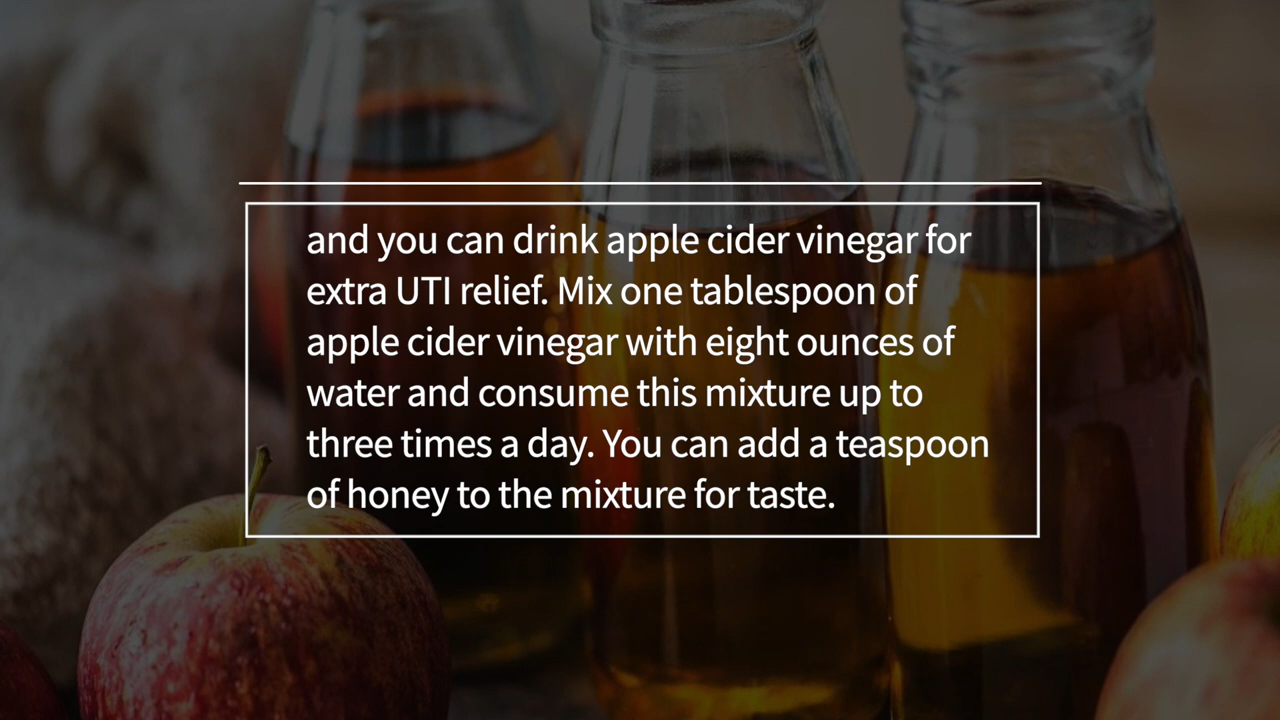 and you can drink apple cider vinegar for
extra UTI relief. Mix one tablespoon of
apple cider vinegar with eight ounces of
water and consume this mixture up to
three times a day. You can add a teaspoon
of honey to the mixture for taste.